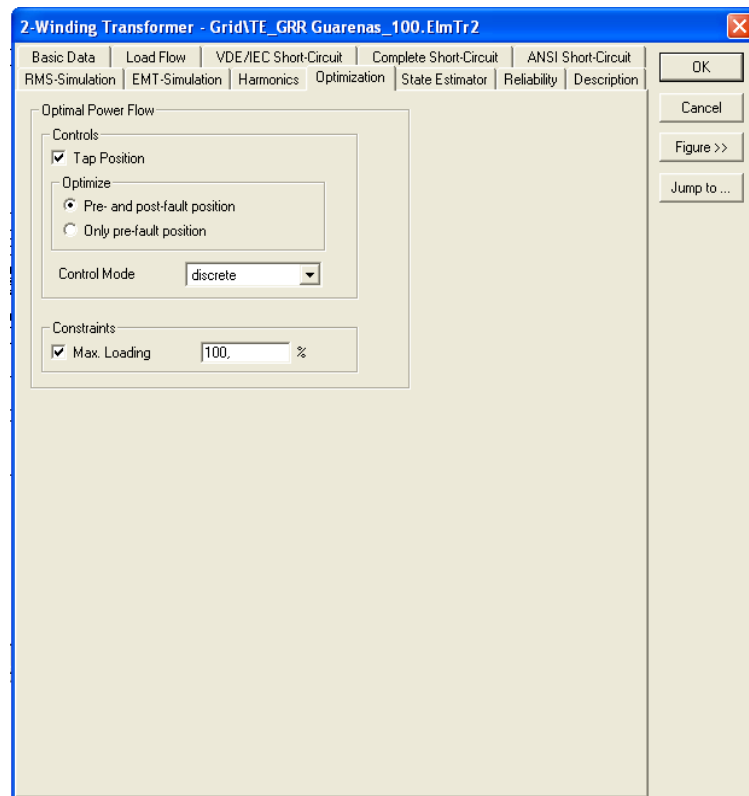 2-Winding Transformer - Grid\TE_GRR Guarenas_100.ElmTr2
Basic Data | Load Flow | VDE/IEC Short-Circuit | Complete Short-Circuit | ANSI Short-Circuit
RMS-Simulation | EMT-Simulation | Harmonics | Optimization | State Estimator | Reliability | Description
OK
Cancel
Figure >>
Jump to ...
Optimal Power Flow
Controls
Tap Position
Optimize
Pre- and post-fault position
Only pre-fault position
Control Mode discrete
Constraints
Max. Loading 100, %